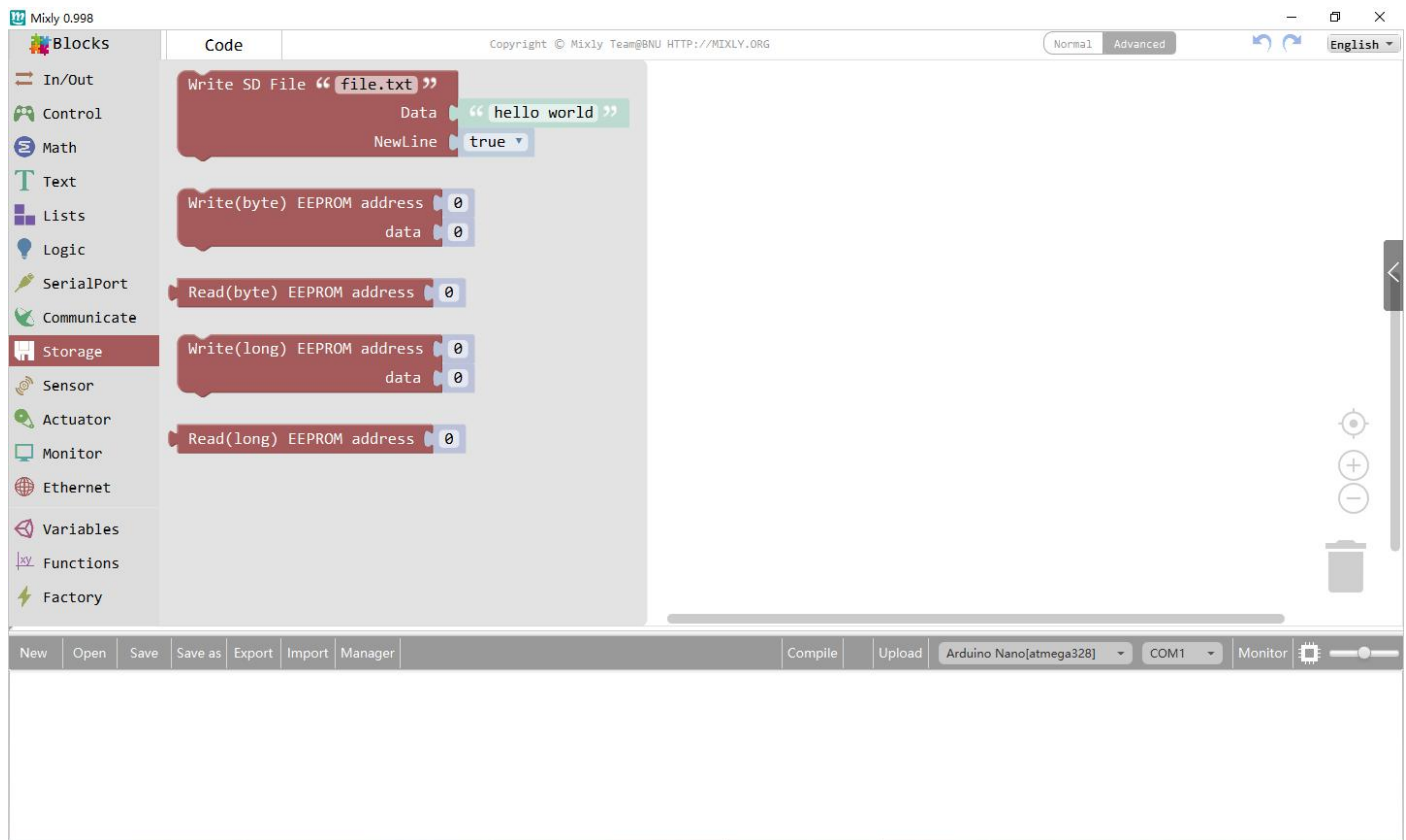 Mixly 0.998
Blocks
Code
Copyright © Mixly Team@BNU HTTP://MIXLY.ORG
Normal Advanced
English
In/Out
Control
Math
Text
Lists
Logic
SerialPort
Communicate
Storage
Sensor
Actuator
Monitor
Ethernet
Variables
xy Functions
Factory
Write SD File “ file.txt ”
Data “ hello world ”
NewLine true
Write(byte) EEPROM address 0
data 0
Read(byte) EEPROM address 0
Write(long) EEPROM address 0
data 0
Read(long) EEPROM address 0
New Open Save Save as Export Import Manager Compile Upload Arduino Nano[atmega328] COM1 Monitor